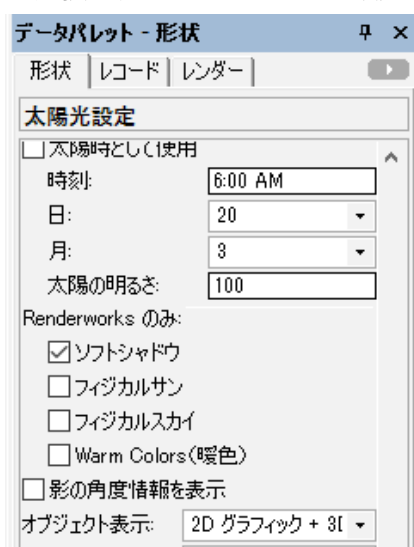 データパレット - 形状
形状 レコード レンダー
太陽光設定
太陽時として使用
時刻: 6:00 AM
日: 20
月: 3
太陽の明るさ: 100
Renderworks のみ:
ソフトシャドウ
フィジカルサン
フィジカルスカイ
Warm Colors(暖色)
影の角度情報を表示
オブジェクト表示: 2D グラフィック + 3D